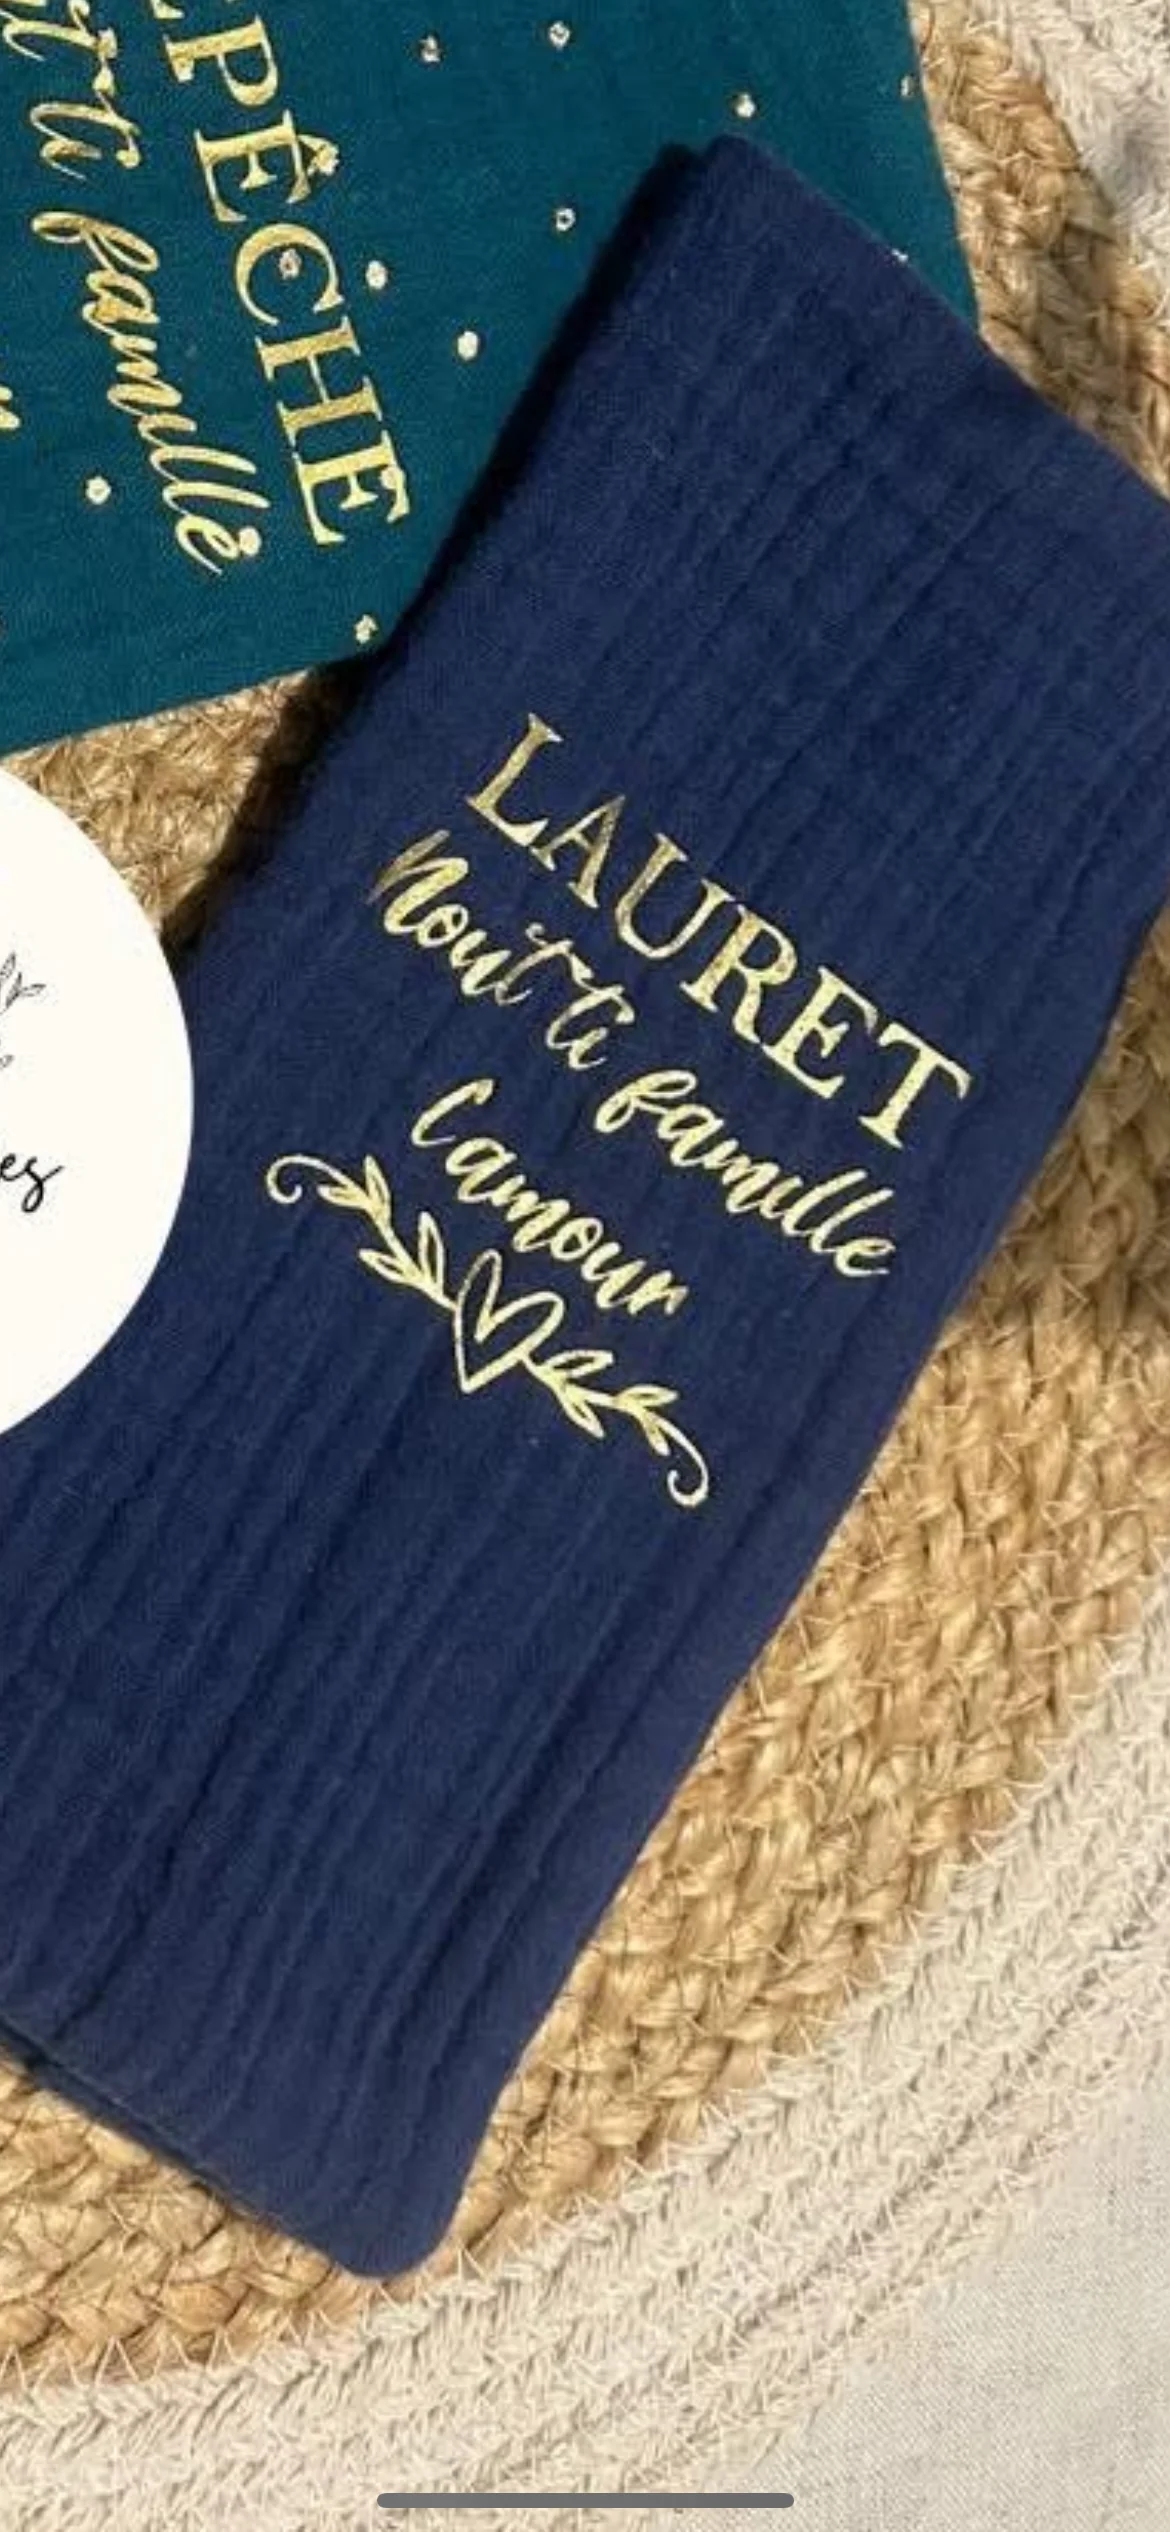 PÊCHE
ti famille
es
LAURET
Nout ti famille
L'amour